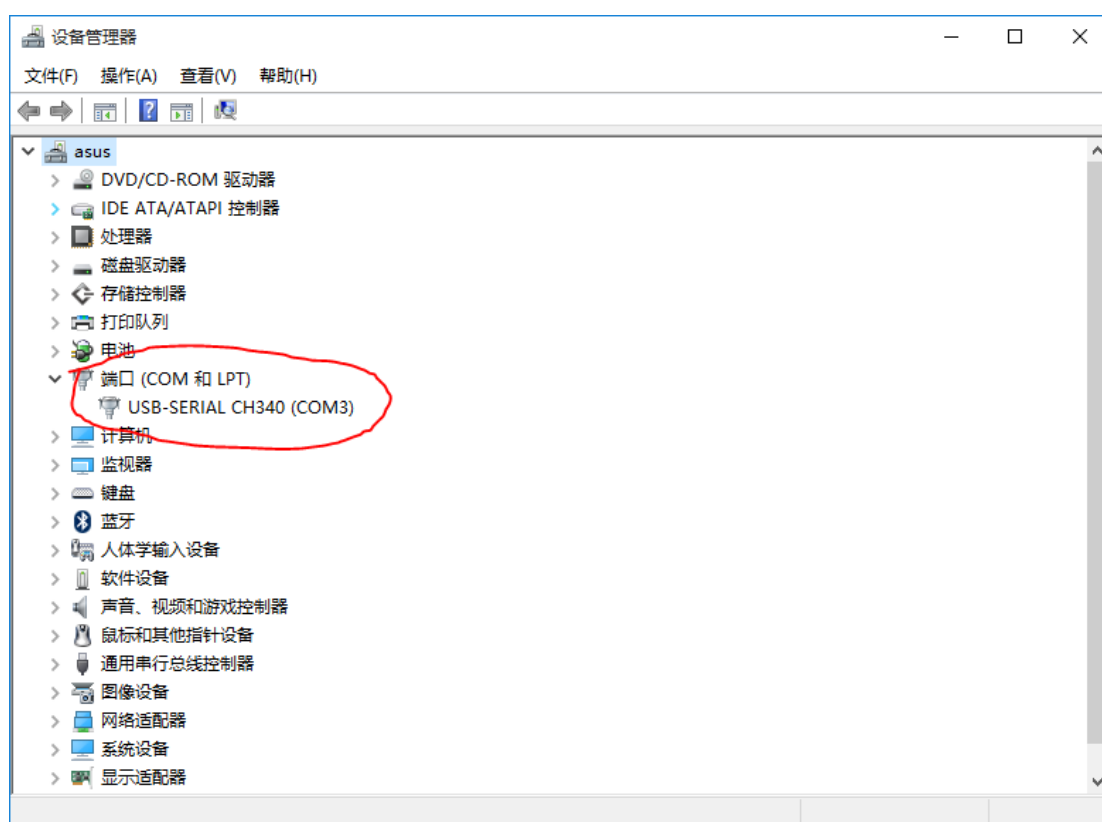 设备管理器
文件(F) 操作(A) 查看(V) 帮助(H)
asus
DVD/CD-ROM 驱动器
IDE ATA/ATAPI 控制器
处理器
磁盘驱动器
存储控制器
打印队列
电池
端口 (COM 和 LPT)
USB-SERIAL CH340 (COM3)
计算机
监视器
键盘
蓝牙
人体学输入设备
软件设备
声音、视频和游戏控制器
鼠标和其他指针设备
通用串行总线控制器
图像设备
网络适配器
系统设备
显示适配器